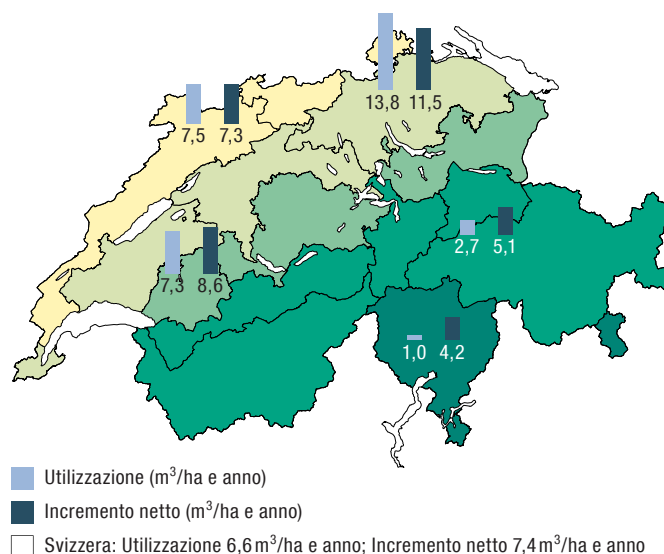 13,8 11,5
7,5 7,3
2,7 5,1
7,3 8,6
1,0 4,2
Utilizzazione (m³/ha e anno)
Incremento netto (m³/ha e anno)
Svizzera: Utilizzazione 6,6 m³/ha e anno; Incremento netto 7,4 m³/ha e anno